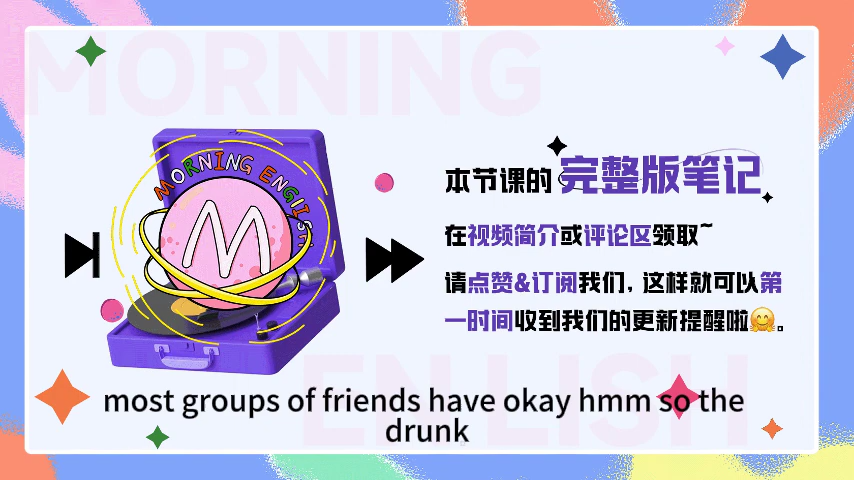 MORNING
MORNING ENGLISH
M
本节课的 完整版笔记
在视频简介或评论区领取~
请点赞&订阅我们，这样就可以第
一时间收到我们的更新提醒啦🤗。
most groups of friends have okay hmm so the
drunk